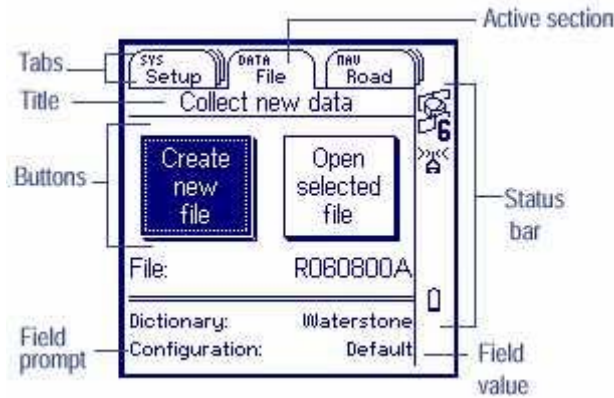 Active section
SYS
DATA
NAV
Tabs
Setup
File
Road
Title
Collect new data
6
Buttons
Create
new
file
Open
selected
file
Status
bar
File:
R060800A
Dictionary:
Waterstone
Field
prompt
Configuration:
Default
Field
value